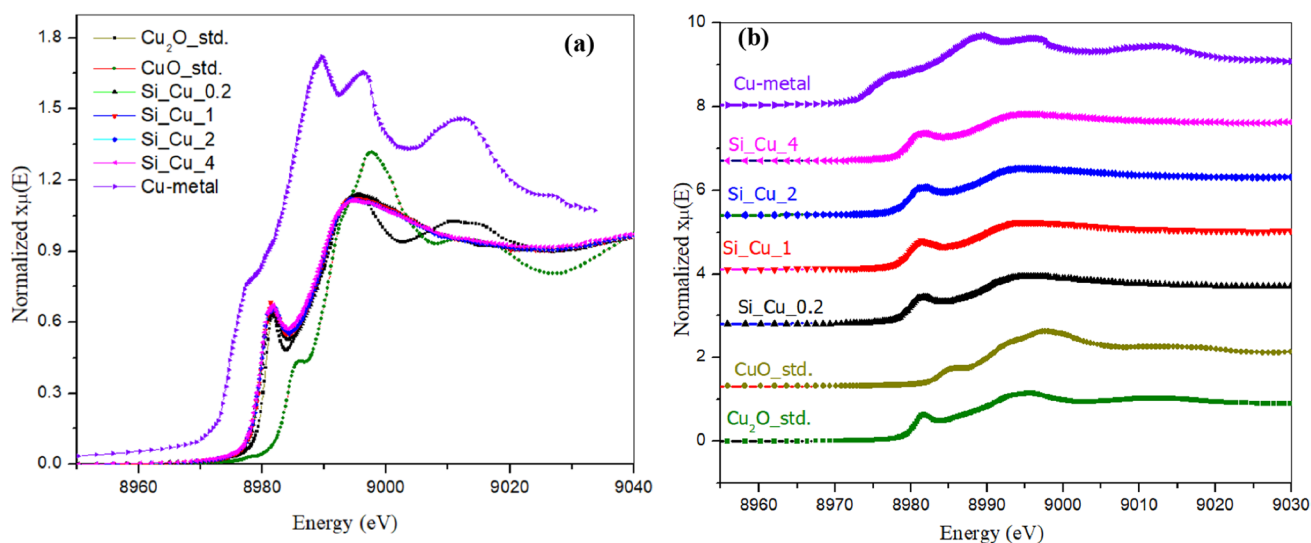 (a)
1.8
1.5
1.2
0.9
0.6
0.3
0.0
Normalized xμ(E)
Cu₂O_std.
CuO_std.
Si_Cu_0.2
Si_Cu_1
Si_Cu_2
Si_Cu_4
Cu-metal
8960 8980 9000 9020 9040
Energy (eV)
(b)
10
8
6
4
2
0
Normalized xμ(E)
Cu-metal
Si_Cu_4
Si_Cu_2
Si_Cu_1
Si_Cu_0.2
CuO_std.
Cu₂O_std.
8960 8970 8980 8990 9000 9010 9020 9030
Energy (eV)